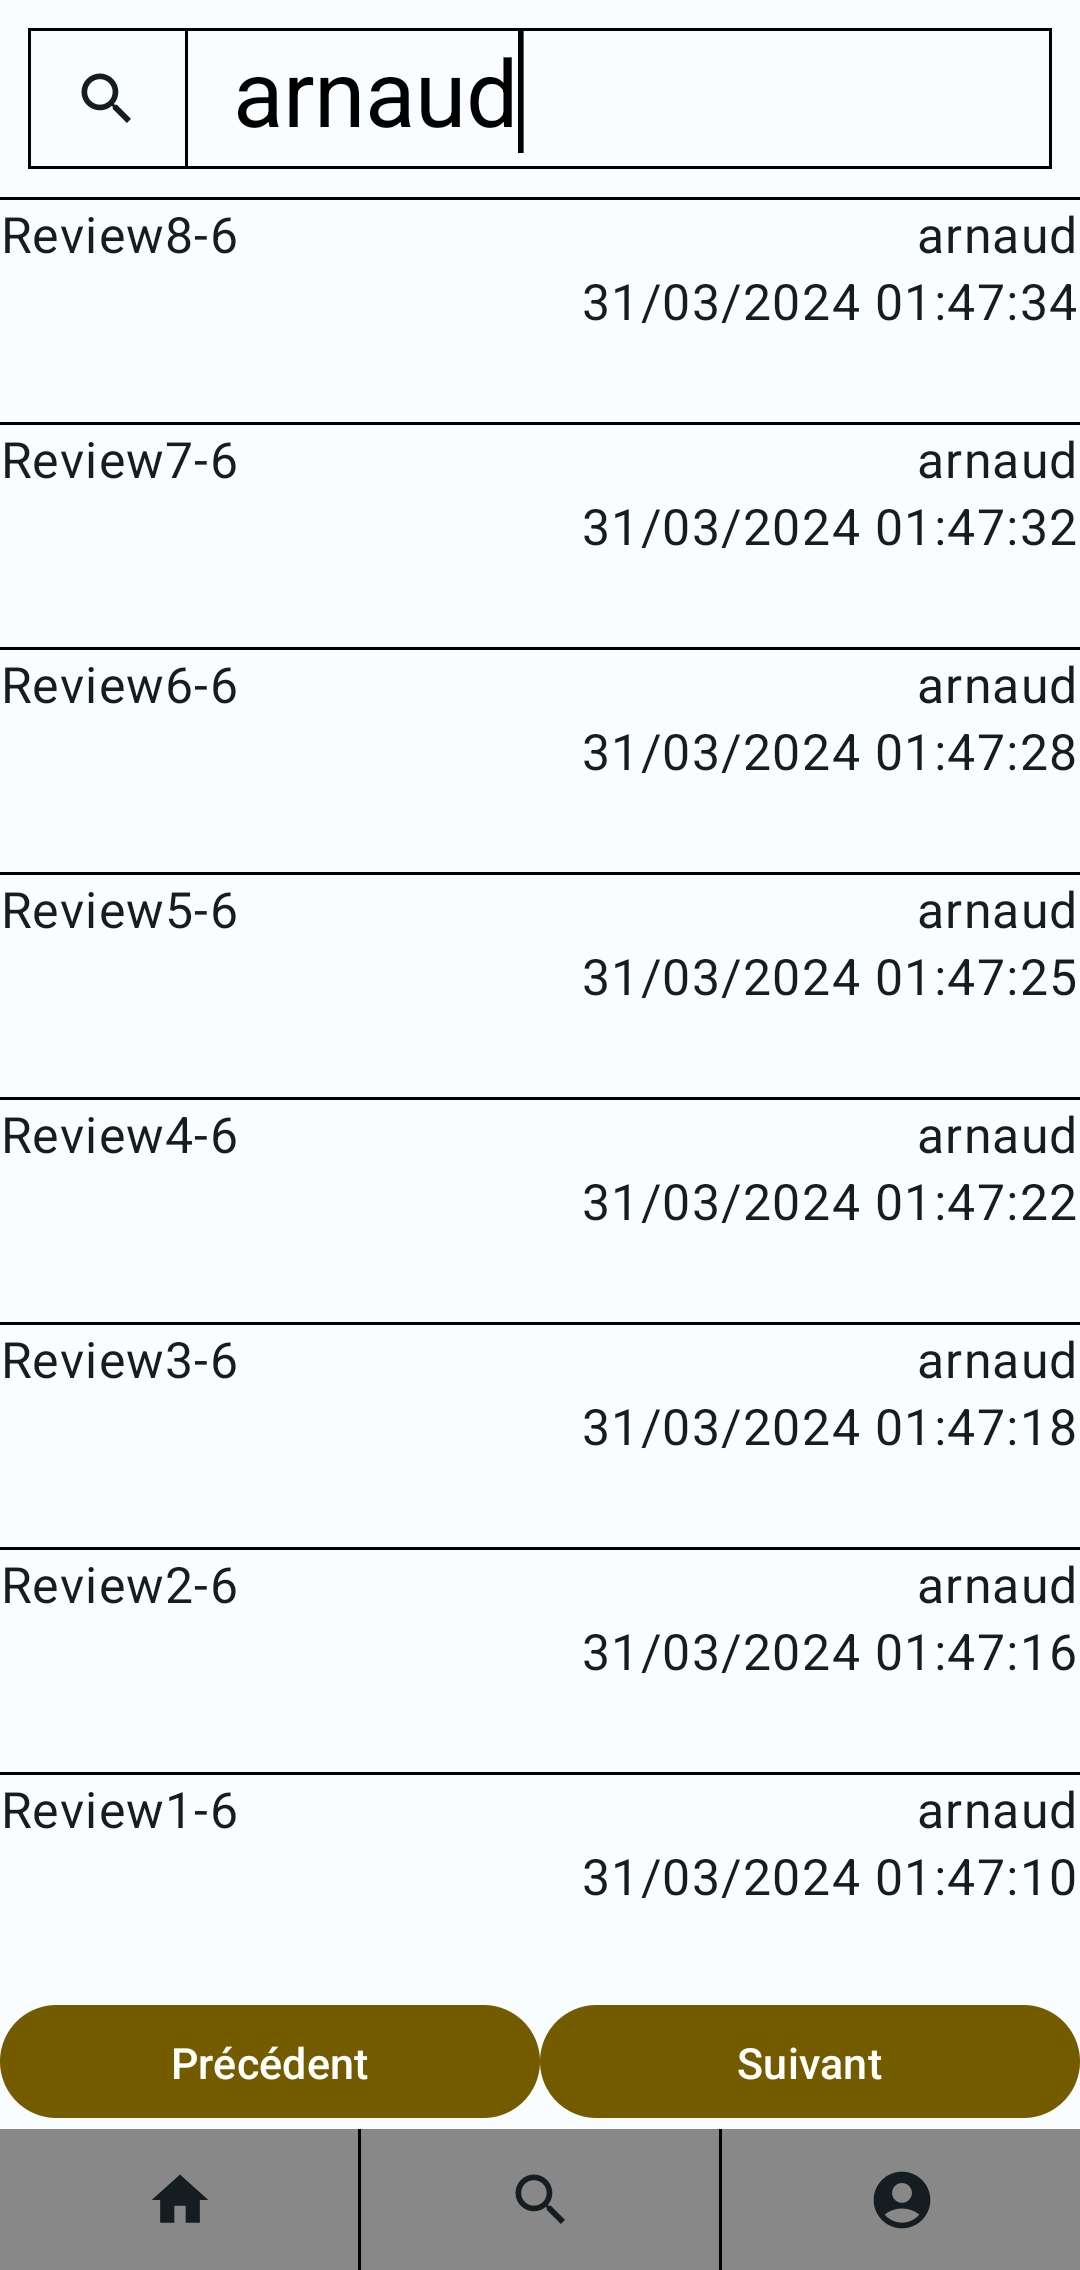 arnaud
Review8-6 arnaud
31/03/2024 01:47:34
Review7-6 arnaud
31/03/2024 01:47:32
Review6-6 arnaud
31/03/2024 01:47:28
Review5-6 arnaud
31/03/2024 01:47:25
Review4-6 arnaud
31/03/2024 01:47:22
Review3-6 arnaud
31/03/2024 01:47:18
Review2-6 arnaud
31/03/2024 01:47:16
Review1-6 arnaud
31/03/2024 01:47:10
Précédent Suivant